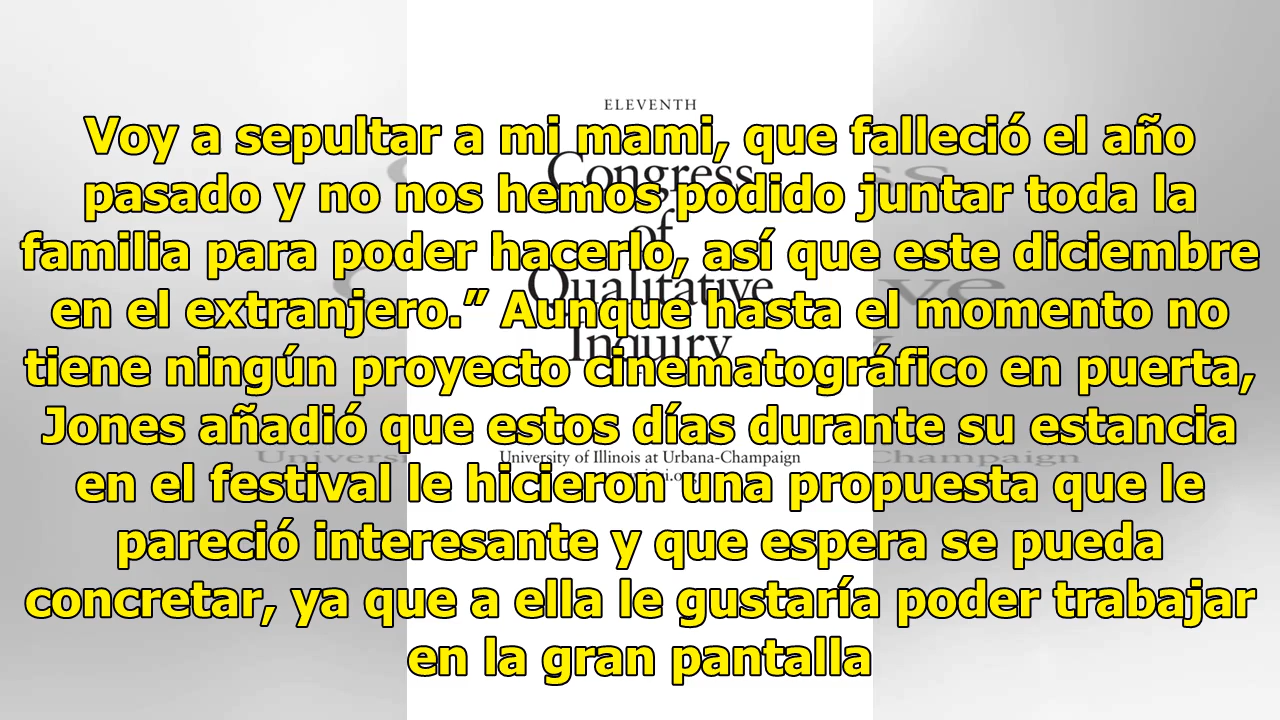 ELEVENTH
Congress
of
Qualitative
Inquiry
University of Illinois at Urbana-Champaign
Voy a sepultar a mi mami, que falleció el año
pasado y no nos hemos podido juntar toda la
familia para poder hacerlo, así que este diciembre
en el extranjero.” Aunque hasta el momento no
tiene ningún proyecto cinematográfico en puerta,
Jones añadió que estos días durante su estancia
en el festival le hicieron una propuesta que le
pareció interesante y que espera se pueda
concretar, ya que a ella le gustaría poder trabajar
en la gran pantalla